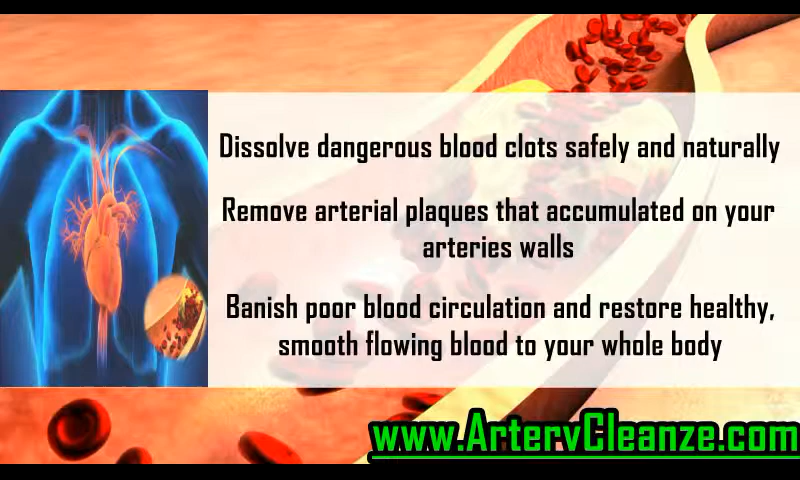 Dissolve dangerous blood clots safely and naturally
Remove arterial plaques that accumulated on your
arteries walls
Banish poor blood circulation and restore healthy,
smooth flowing blood to your whole body
www.ArtervCleanze.com